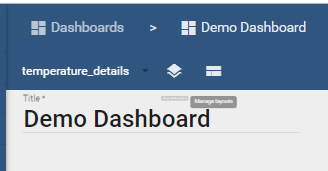 Dashboards > Demo Dashboard
temperature_details
Manage layouts
Title *
Demo Dashboard